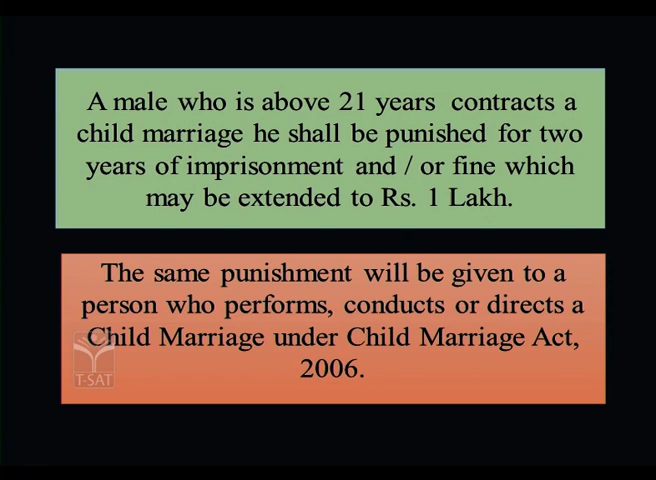 A male who is above 21 years contracts a
child marriage he shall be punished for two
years of imprisonment and / or fine which
may be extended to Rs. 1 Lakh.
The same punishment will be given to a
person who performs, conducts or directs a
Child Marriage under Child Marriage Act,
2006.
T-SAT